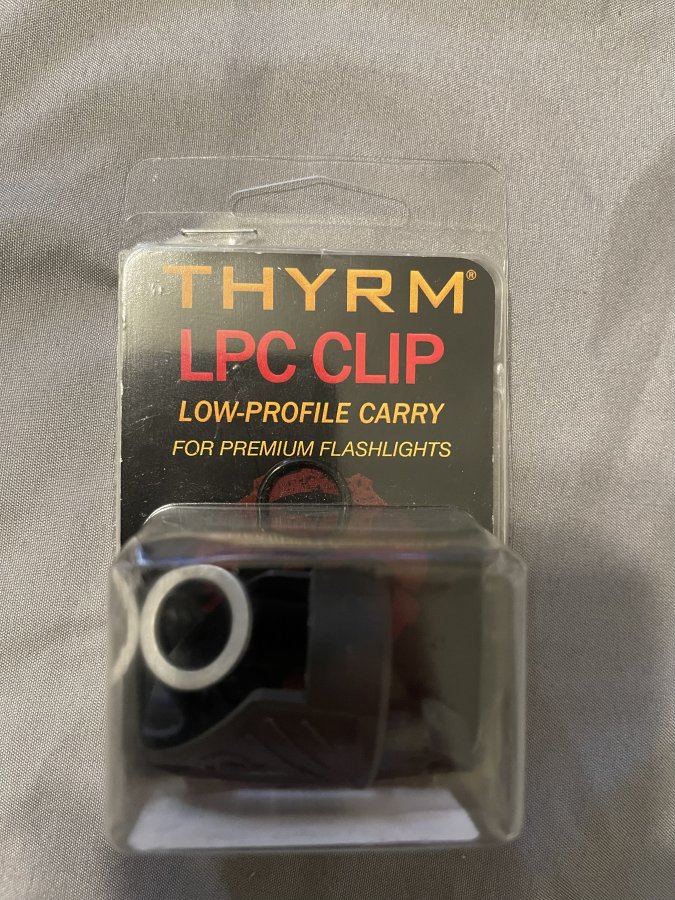 THYRM®
LPC CLIP
LOW-PROFILE CARRY
FOR PREMIUM FLASHLIGHTS